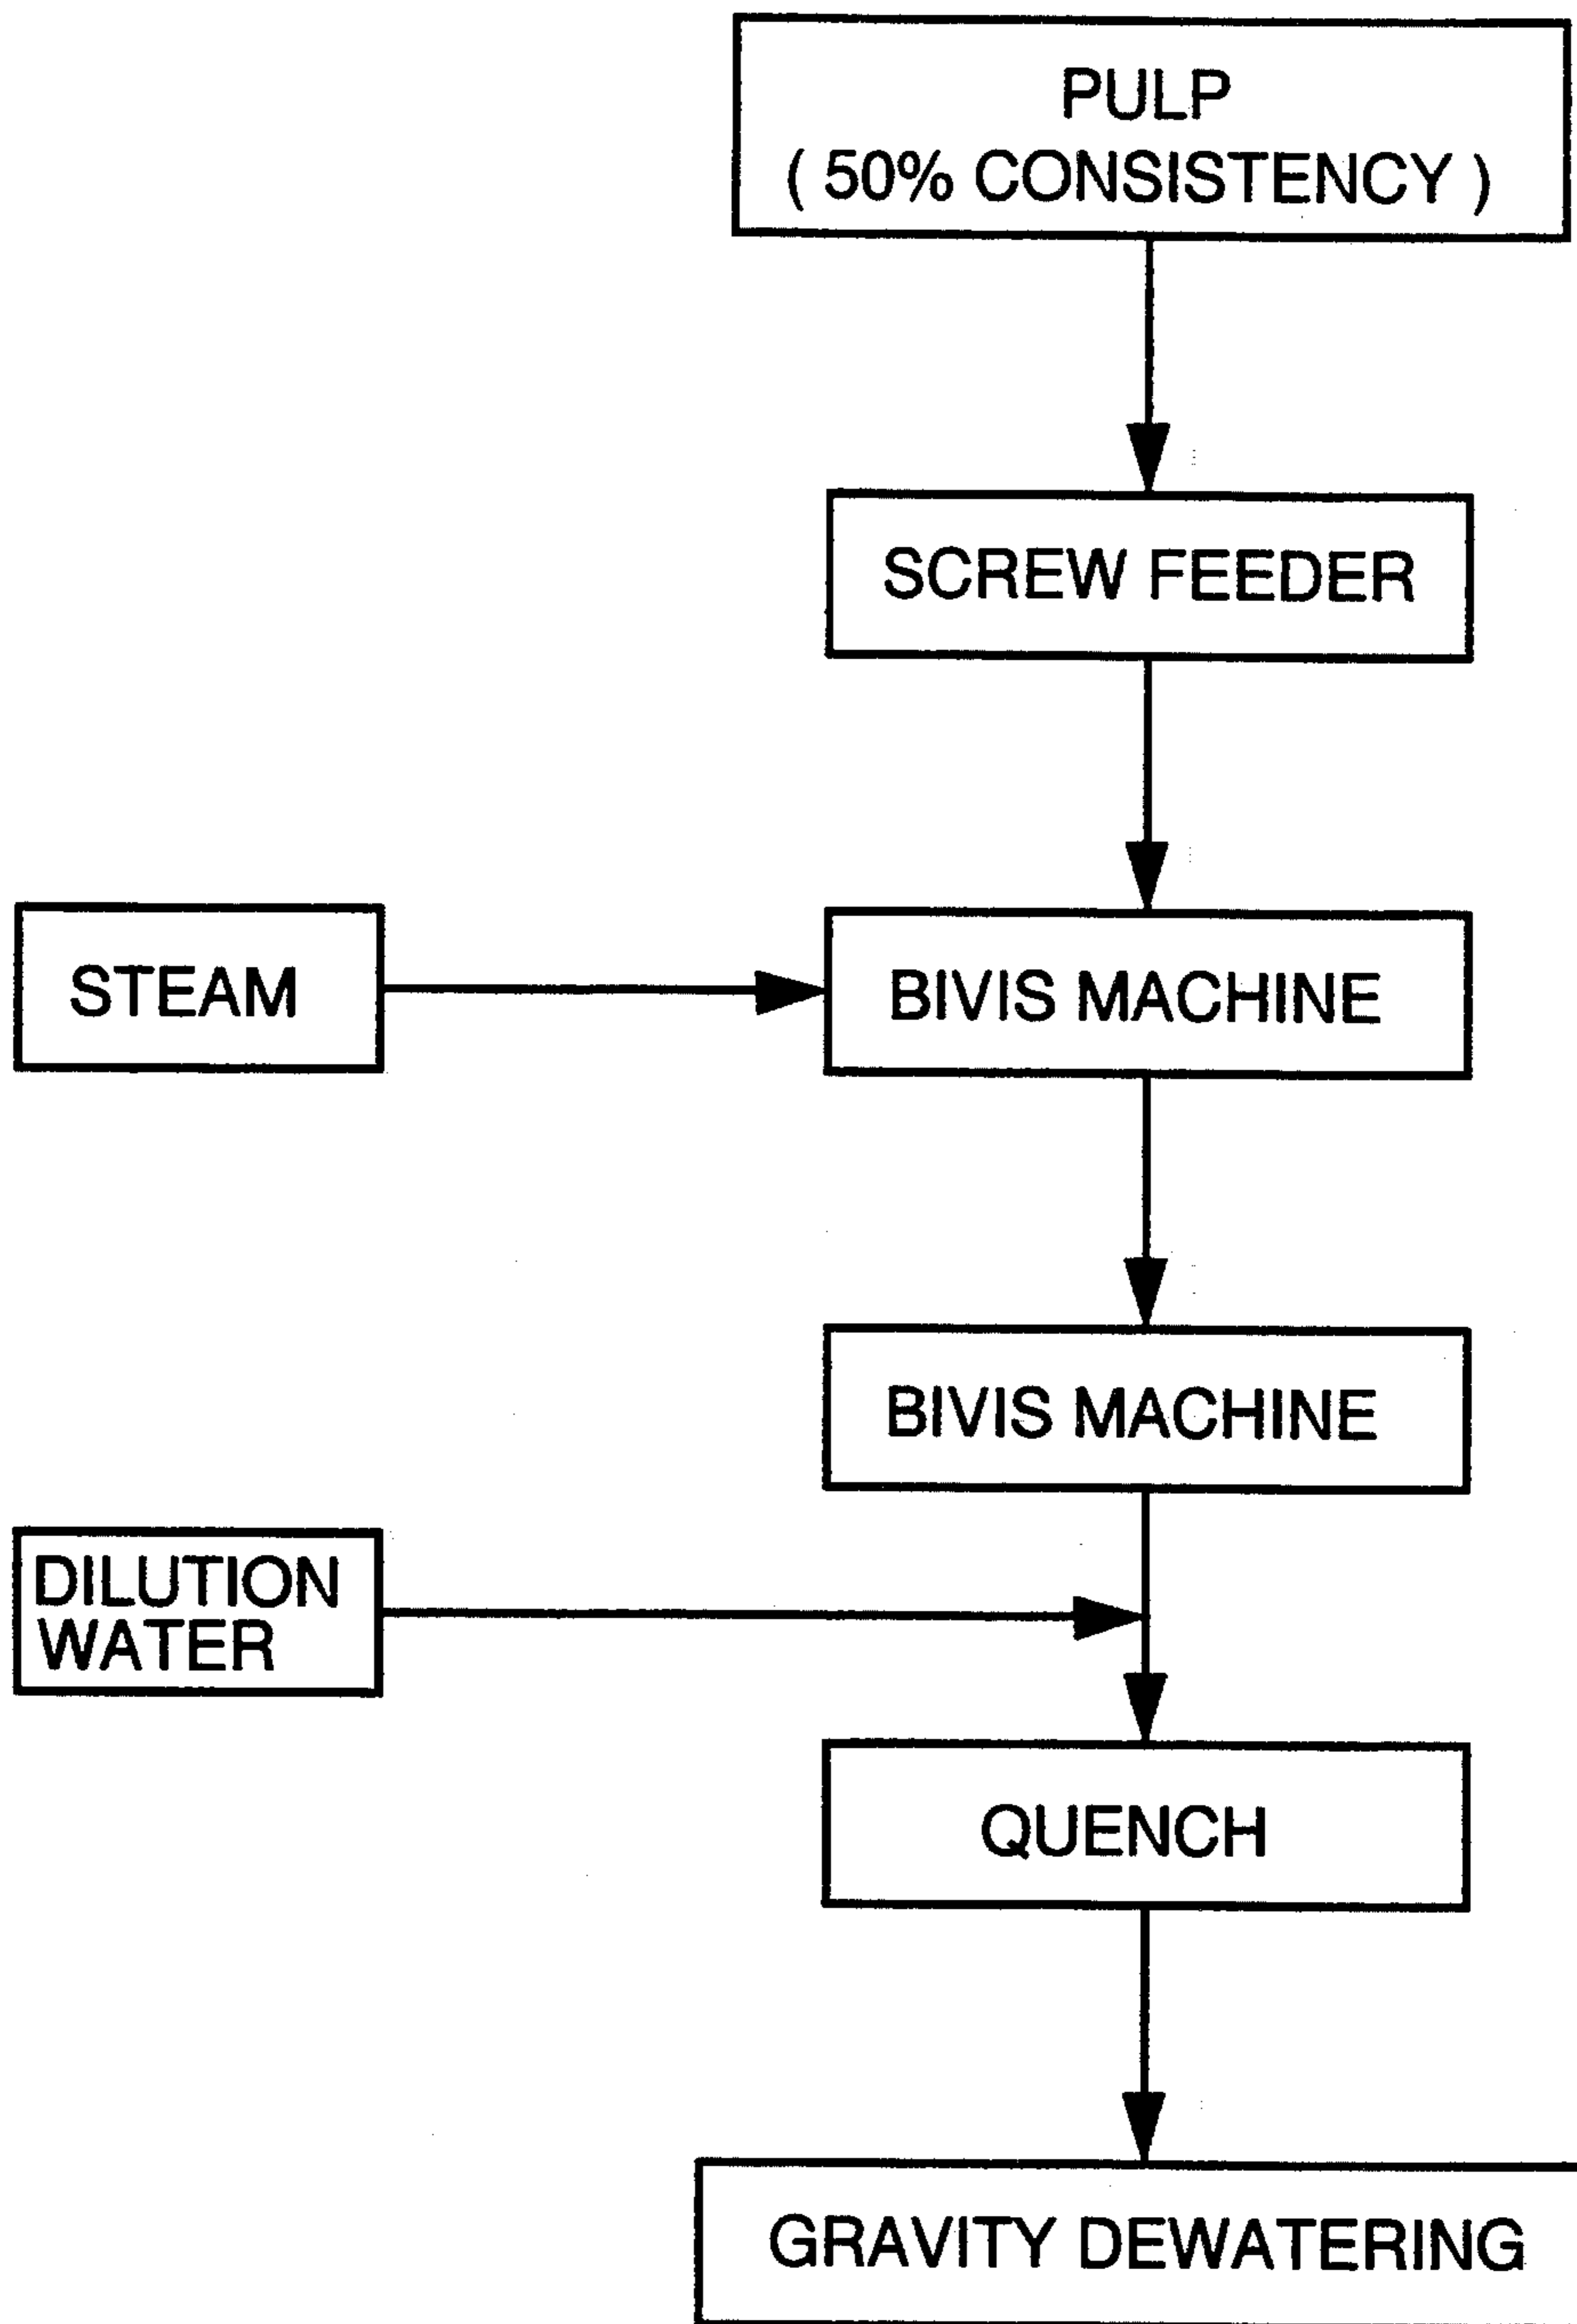 PULP
( 50% CONSISTENCY )
SCREW FEEDER
STEAM
BIVIS MACHINE
BIVIS MACHINE
DILUTION
WATER
QUENCH
GRAVITY DEWATERING